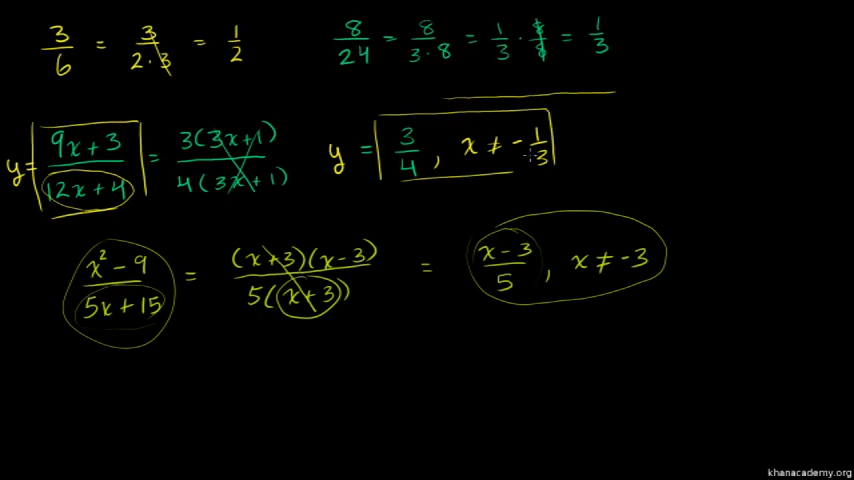 3/6 = 3/(2·3) = 1/2
8/24 = 8/(3·8) = 1/3 · 8/8 = 1/3
y= (9x+3)/(12x+4) = 3(3x+1)/4(3x+1)
y = 3/4, x ≠ -1/3
(x²-9)/(5x+15) = (x+3)(x-3)/5(x+3) = (x-3)/5, x ≠ -3
khanacademy.org